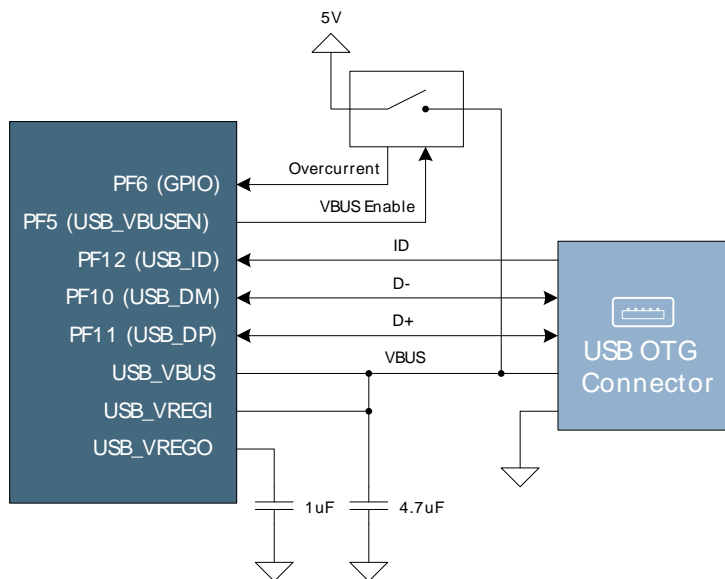 5V
Overcurrent
PF6 (GPIO)
VBUS Enable
PF5 (USB_VBUSEN)
ID
PF12 (USB_ID)
D-
PF10 (USB_DM)
D+
PF11 (USB_DP)
VBUS
USB_VBUS
USB_VREGI
USB_VREGO
USB OTG
Connector
1uF
4.7uF